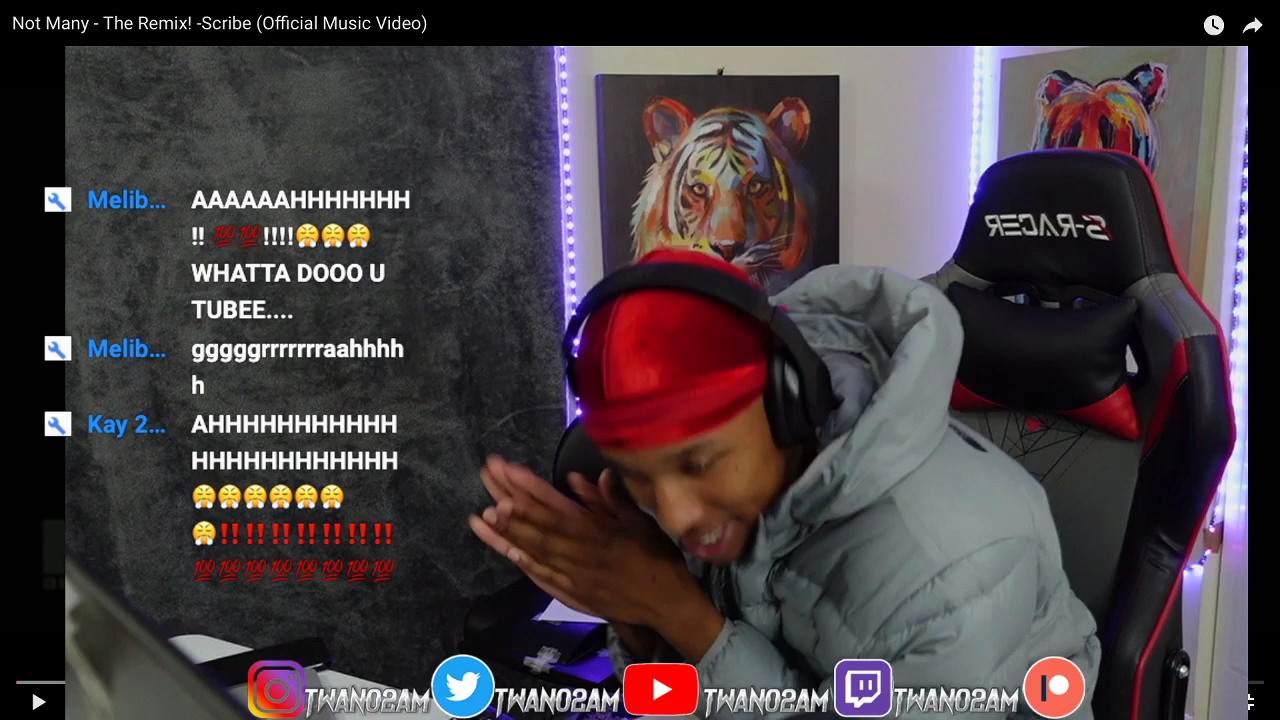 Not Many - The Remix! -Scribe (Official Music Video)
Melib... AAAAAAHHHHHHH
!! 💯💯!!!!😤😤😤
WHATTA DOOO U
TUBEE....
Melib... gggggrrrrrrraahhhh
h
Kay 2... AHHHHHHHHHHH
HHHHHHHHHHHH
😤😤😤😤😤😤
😤‼️‼️‼️‼️‼️‼️‼️
💯💯💯💯💯💯💯💯
S-RACER
TWANO2AM TWANO2AM TWANO2AM TWANO2AM